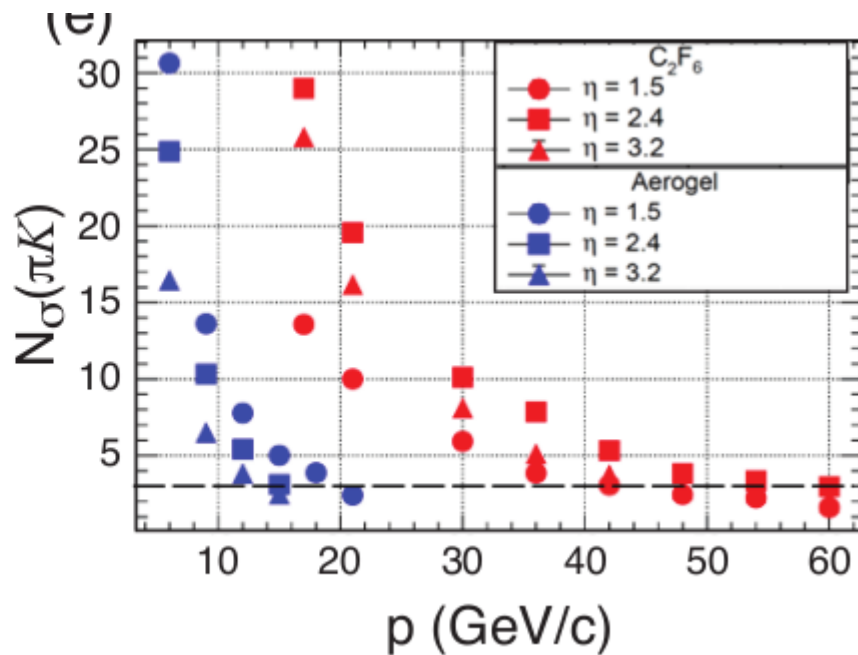 (e)
C₂F₆
η = 1.5
η = 2.4
η = 3.2
Aerogel
η = 1.5
η = 2.4
η = 3.2
30
25
20
15
10
5
Nσ(πK)
10 20 30 40 50 60
p (GeV/c)